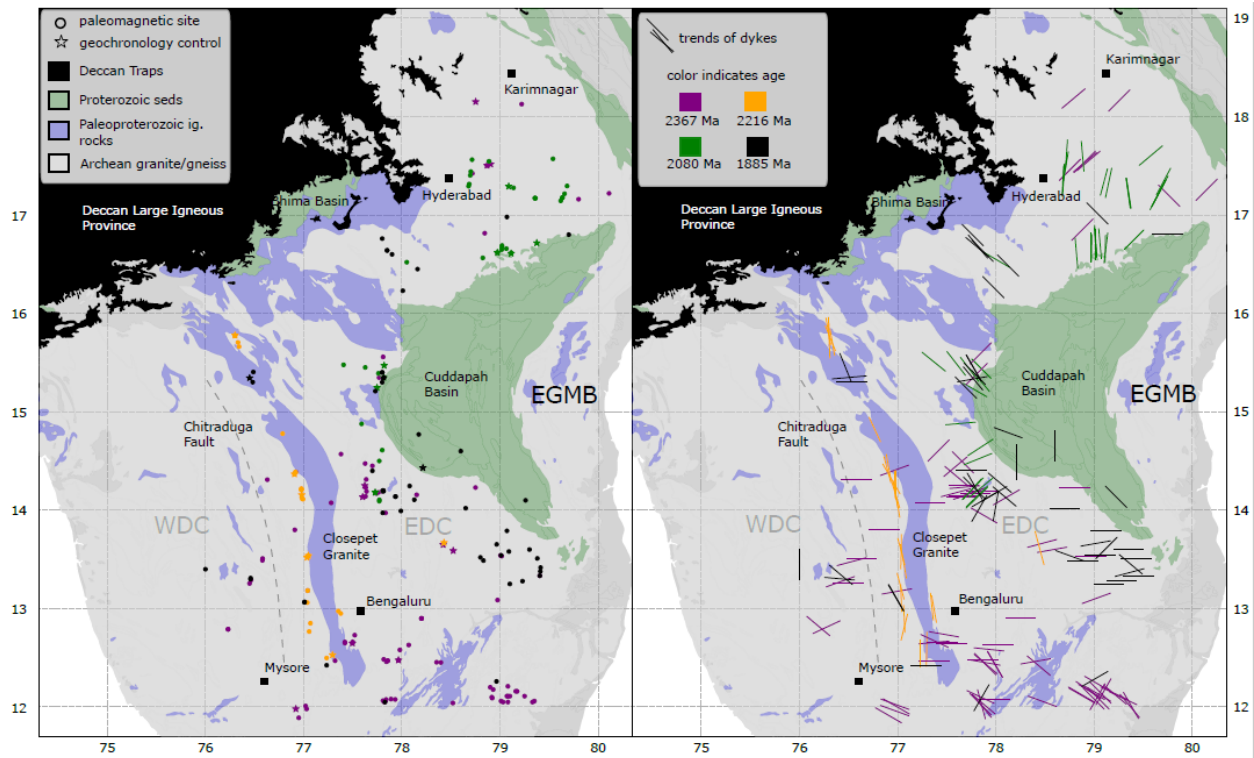 paleomagnetic site
geochronology control
Deccan Traps
Proterozoic seds
Paleoproterozoic ig.
rocks
Archean granite/gneiss
Karimnagar
Hyderabad
Bhima Basin
Deccan Large Igneous
Province
17
16
15
14
13
12
Cuddapah
Basin
EGMB
Chitraduga
Fault
WDC
EDC
Closepet
Granite
Bengaluru
Mysore
75
76
77
78
79
80
trends of dykes
color indicates age
2367 Ma
2216 Ma
2080 Ma
1885 Ma
Karimnagar
Hyderabad
Bhima Basin
Deccan Large Igneous
Province
Cuddapah
Basin
EGMB
Chitraduga
Fault
WDC
EDC
Closepet
Granite
Bengaluru
Mysore
19
18
17
16
15
14
13
12
75
76
77
78
79
80